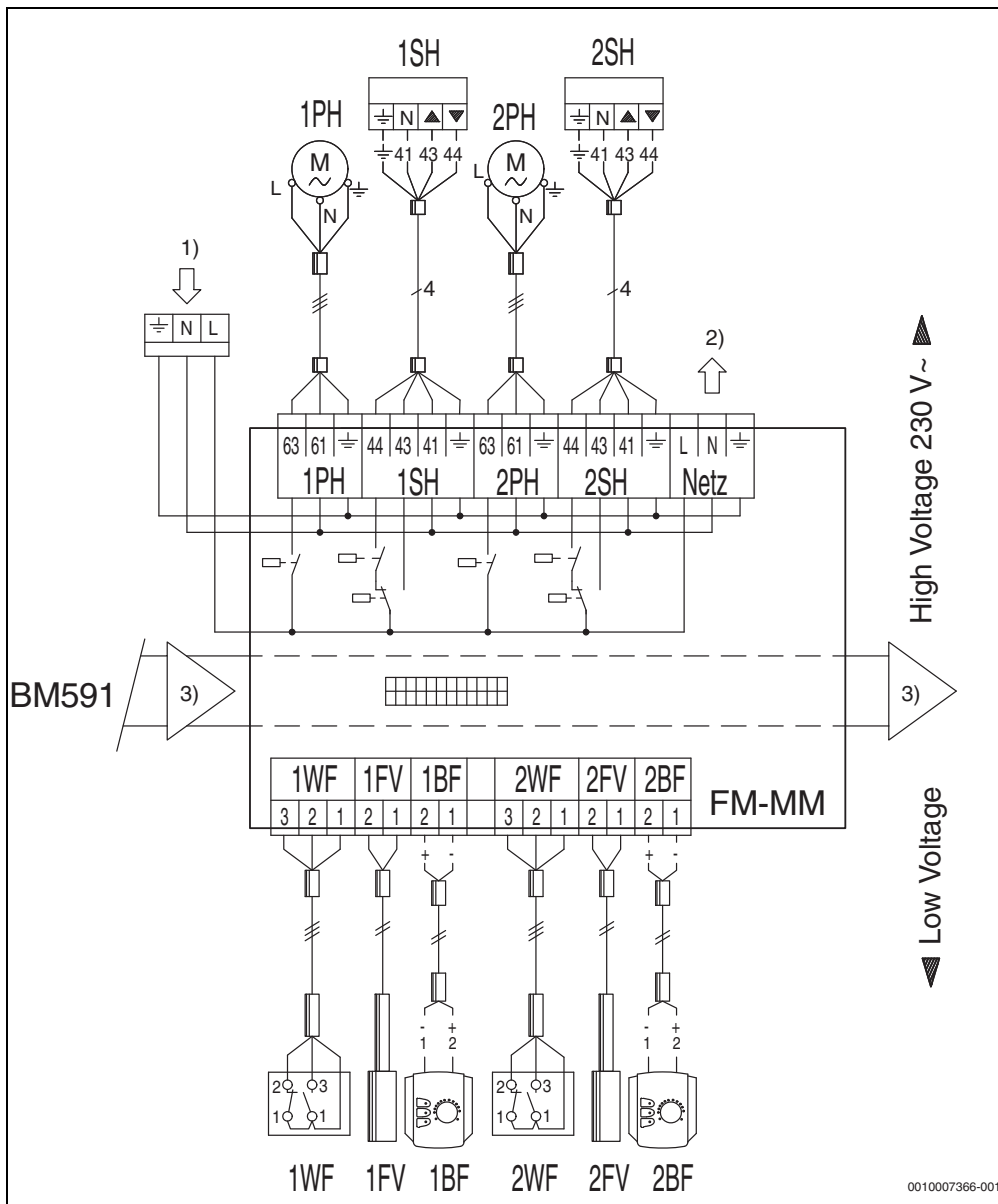 1SH 2SH
1PH N 2PH N
M 41 43 44 M 41 43 44
L N L N
1)
4 4
N L
2)
63 61 44 43 41 63 61 44 43 41 L N
1PH 1SH 2PH 2SH Netz
High Voltage 230 V~
BM591 3) 3)
1WF 1FV 1BF 2WF 2FV 2BF
FM-MM
3 2 1 2 1 2 1 3 2 1 2 1 2 1
+ - + -
Low Voltage
- + - +
1 2 1 2
2 3 2 3
1 1 1 1
1WF 1FV 1BF 2WF 2FV 2BF
0010007366-001